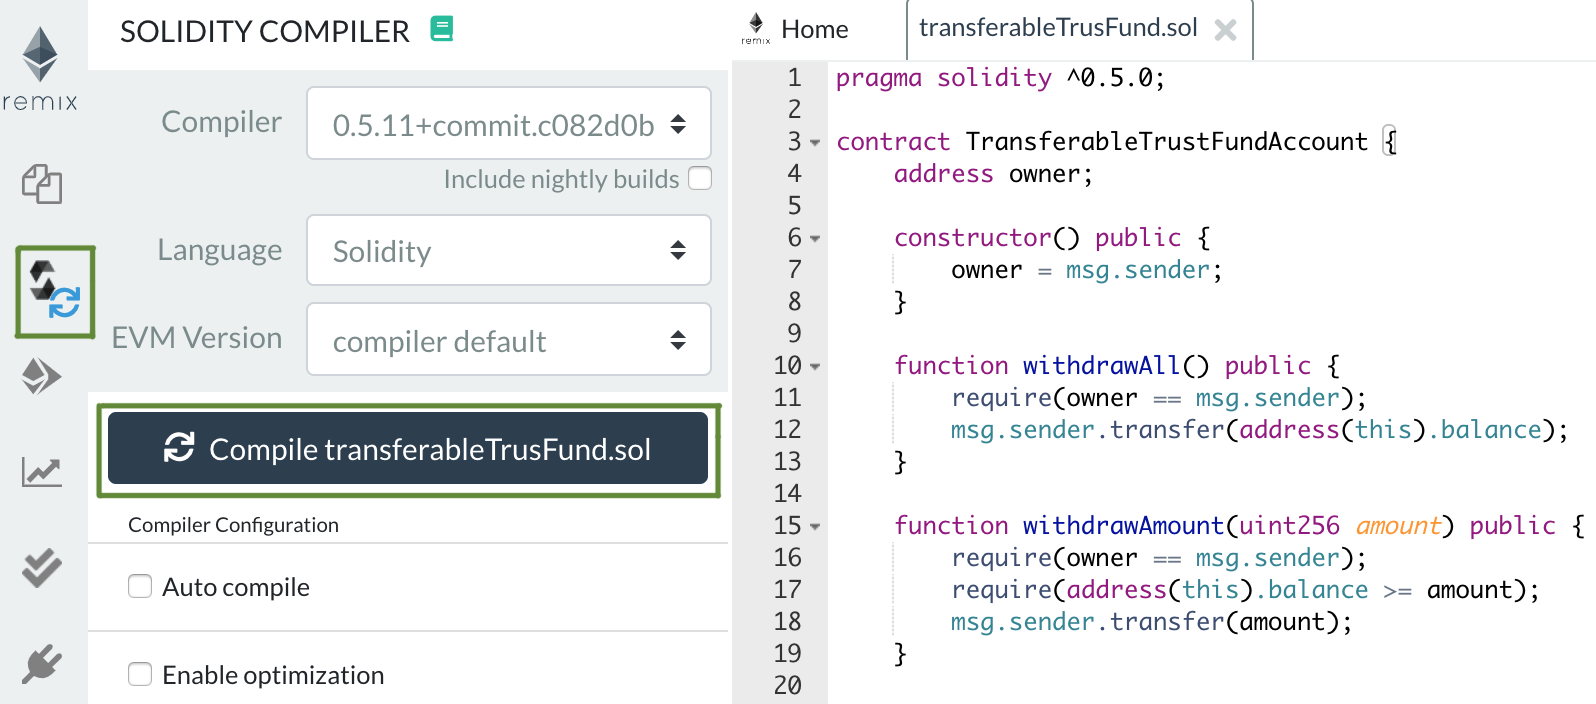 remix
SOLIDITY COMPILER
Compiler
0.5.11+commit.c082d0b
Include nightly builds
Language
Solidity
EVM Version
compiler default
Compile transferableTrusFund.sol
Compiler Configuration
Auto compile
Enable optimization
remix
Home
transferableTrusFund.sol
1 pragma solidity ^0.5.0;
2
3 contract TransferableTrustFundAccount {
4 address owner;
5
6 constructor() public {
7 owner = msg.sender;
8 }
9
10 function withdrawAll() public {
11 require(owner == msg.sender);
12 msg.sender.transfer(address(this).balance);
13 }
14
15 function withdrawAmount(uint256 amount) public {
16 require(owner == msg.sender);
17 require(address(this).balance >= amount);
18 msg.sender.transfer(amount);
19 }
20